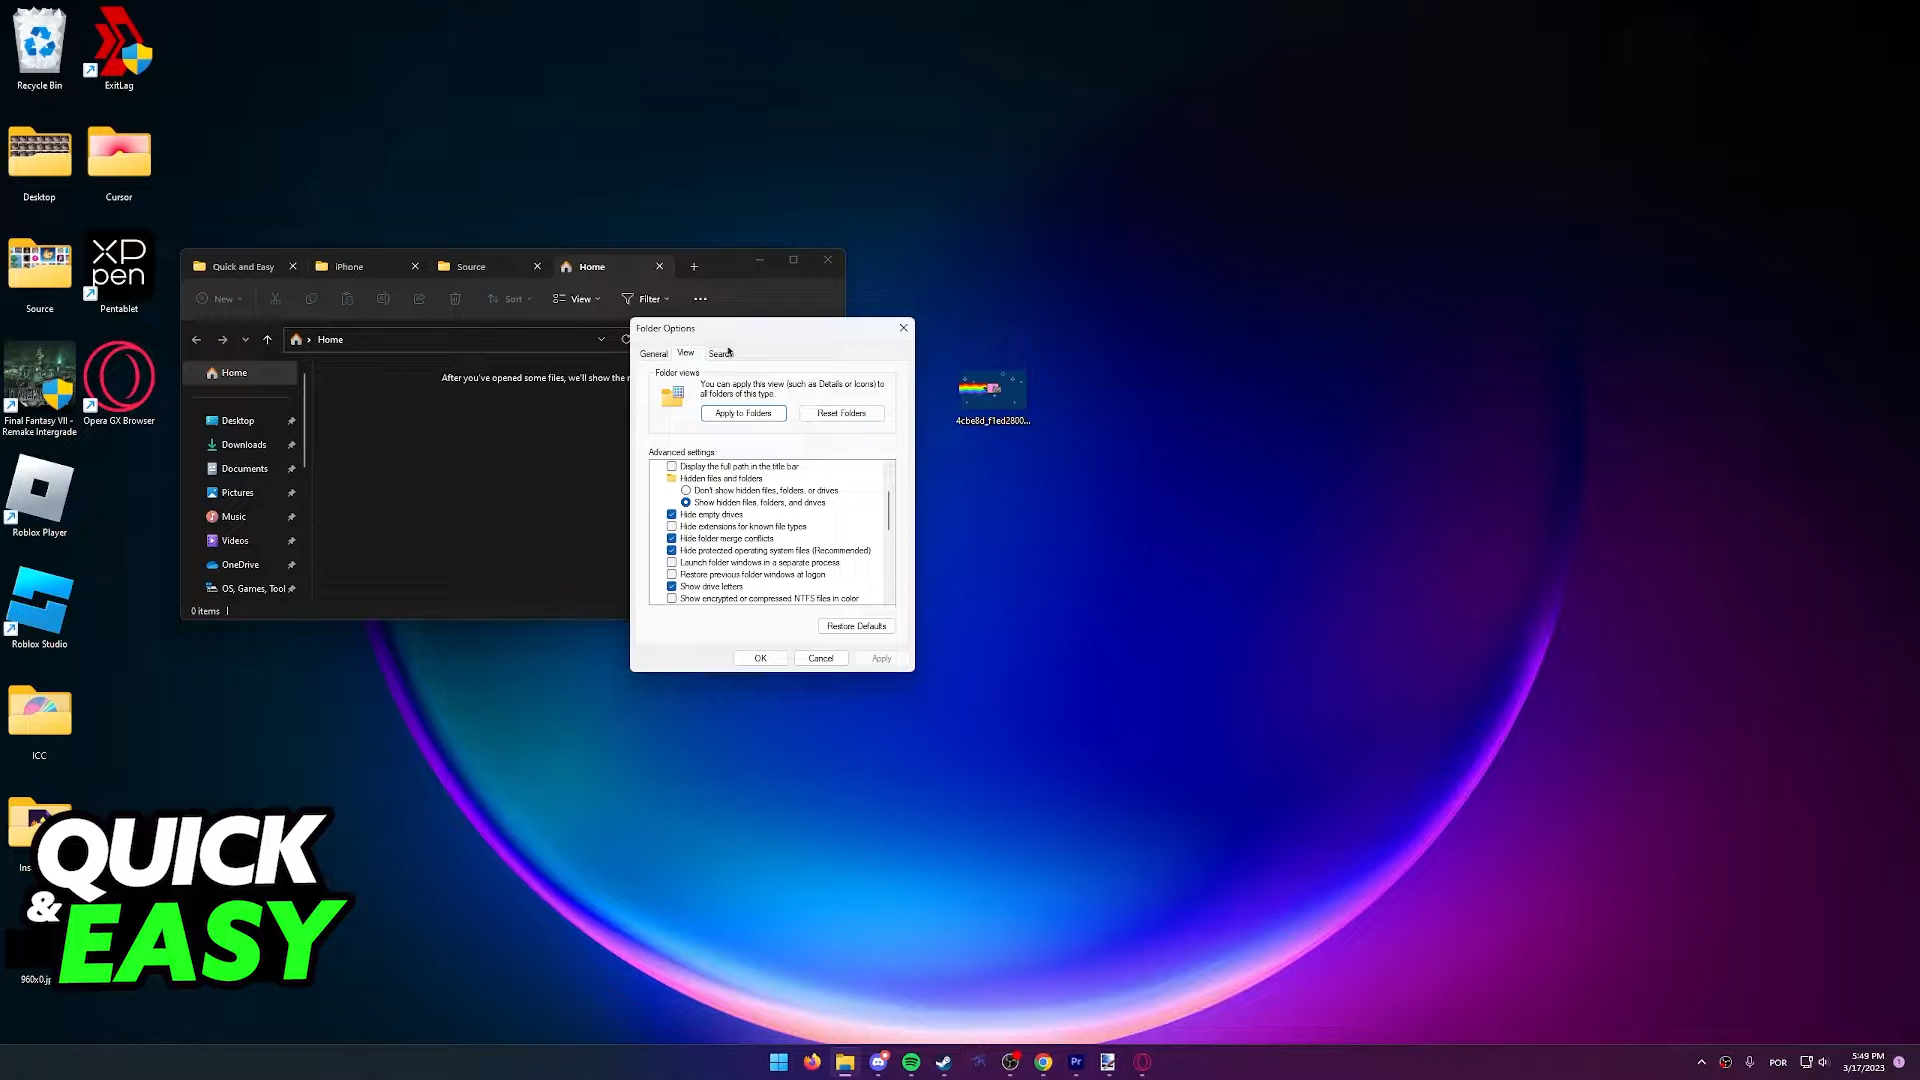 Recycle Bin
ExitLag
Desktop
Cursor
Source
XP
pen
Pentablet
Final Fantasy VII -
Remake Intergrade
Opera GX Browser
Roblox Player
Roblox Studio
ICC
Ins
960x0.jp
QUICK
& EASY
Quick and Easy
iPhone
Source
Home
New
Sort
View
Filter
Home
Home
After you've opened some files, we'll show the
Desktop
Downloads
Documents
Pictures
Music
Videos
OneDrive
OS, Games, Tool
0 items
Folder Options
General
View
Search
Folder views
You can apply this view (such as Details or Icons) to
all folders of this type.
Apply to Folders
Reset Folders
Advanced settings:
Display the full path in the title bar
Hidden files and folders
Don't show hidden files, folders, or drives
Show hidden files, folders, and drives
Hide empty drives
Hide extensions for known file types
Hide folder merge conflicts
Hide protected operating system files (Recommended)
Launch folder windows in a separate process
Restore previous folder windows at logon
Show drive letters
Show encrypted or compressed NTFS files in color
Restore Defaults
OK
Cancel
Apply
4cbe8d_f1ed2800...
Pr
POR
5:49 PM
3/17/2023
1